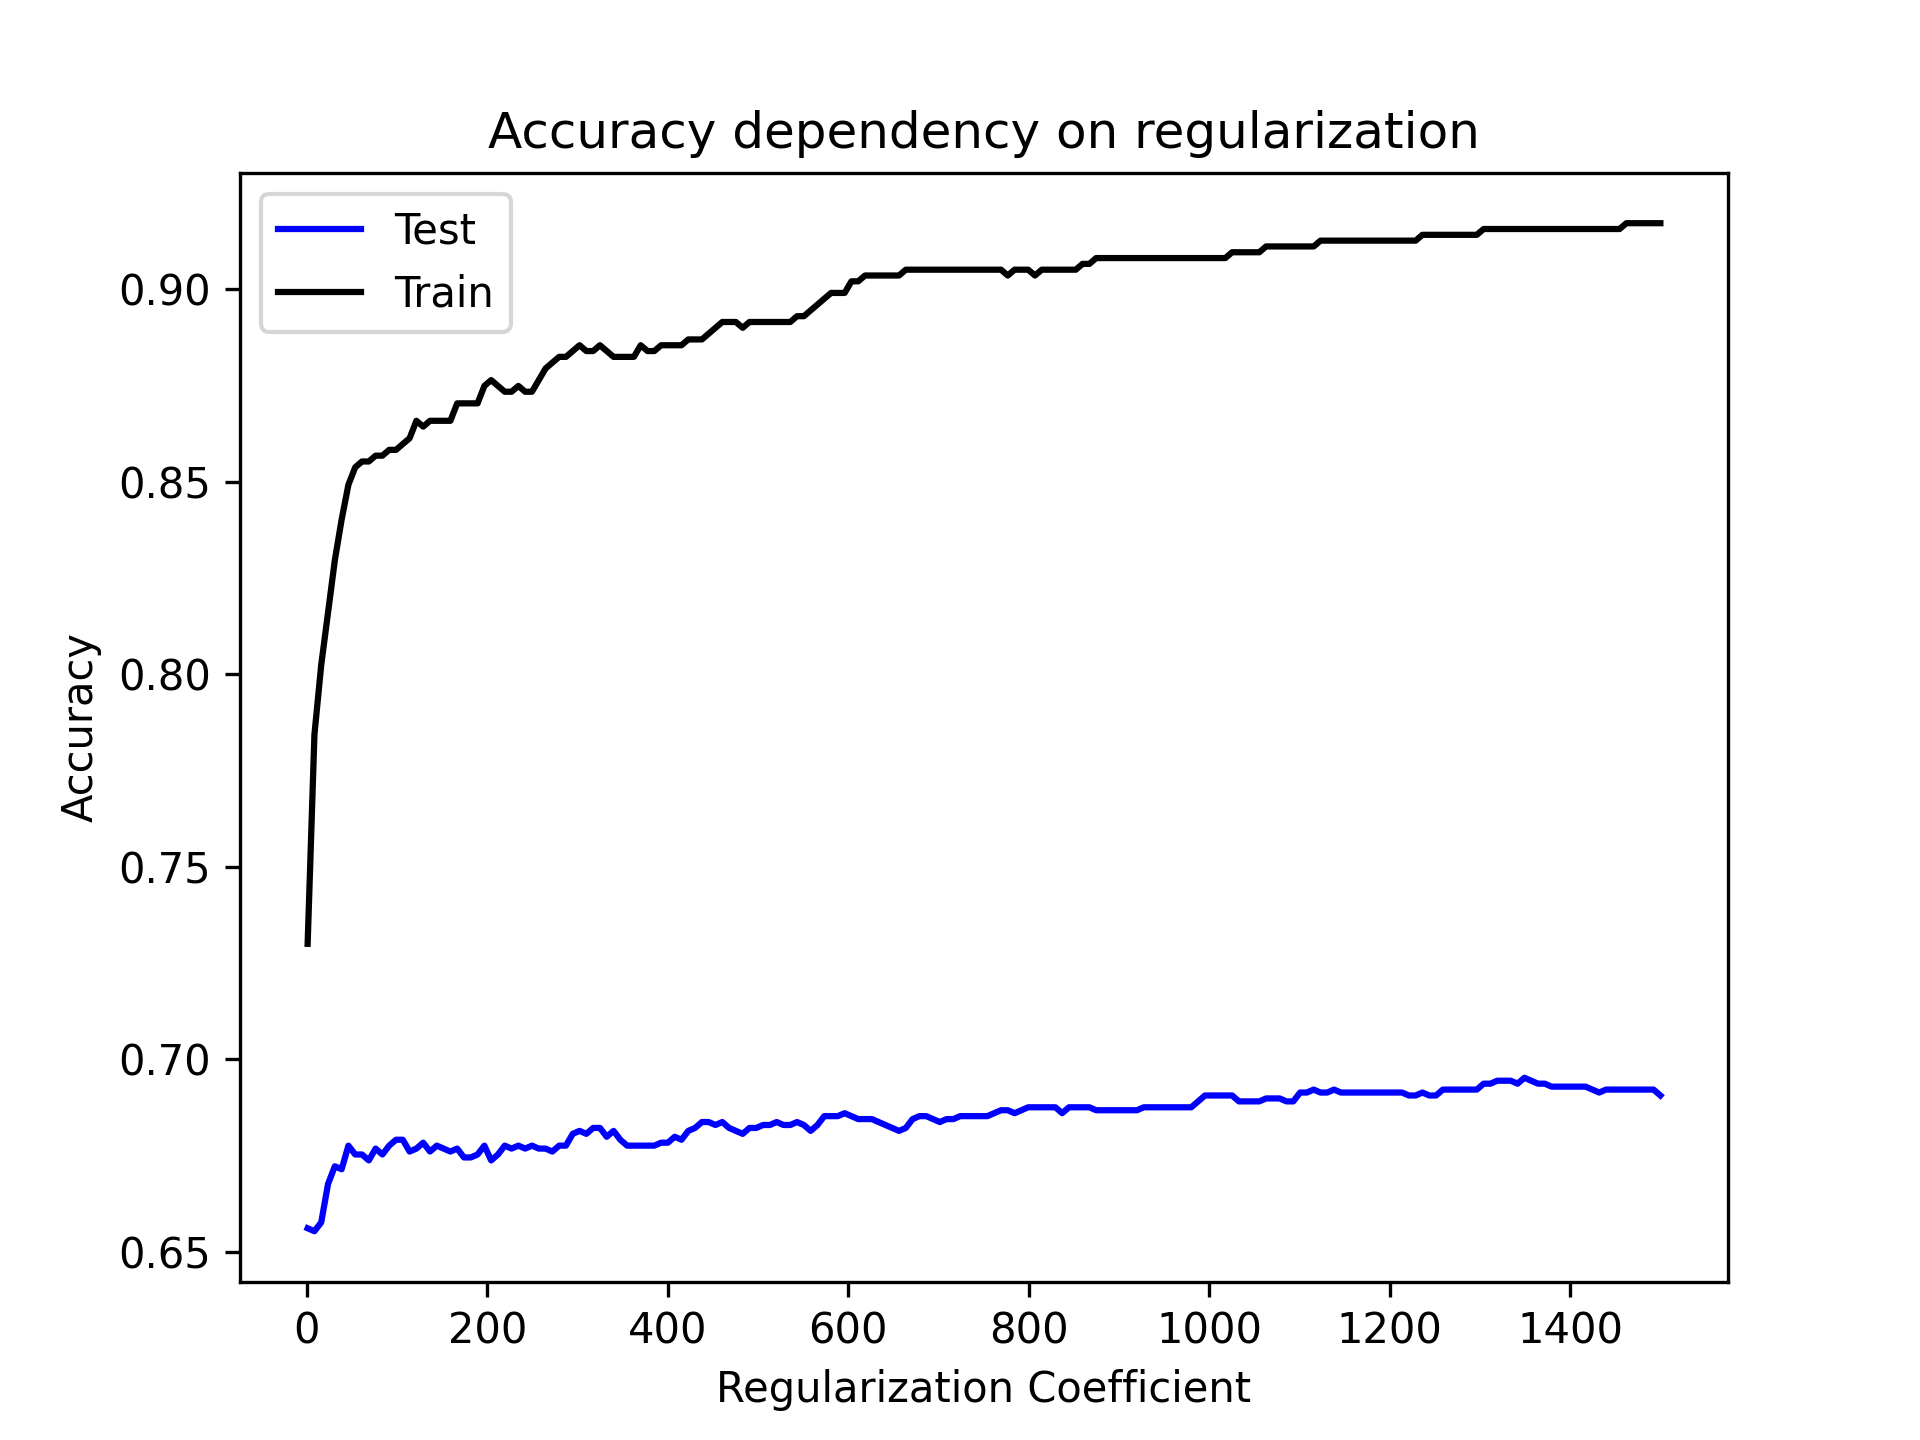 Accuracy dependency on regularization
Test
Train
0.90
0.85
0.80
0.75
0.70
0.65
Accuracy
0 200 400 600 800 1000 1200 1400
Regularization Coefficient